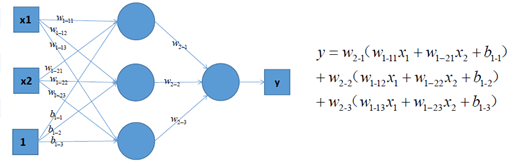 x1
w1-11
w1-12
w1-13
w2-1
x2
w1-21
w1-22
w1-23
w2-2
y
1
b1-1
b1-2
b1-3
w2-3
y = w2-1(w1-11x1 + w1-21x2 + b1-1)
+ w2-2(w1-12x1 + w1-22x2 + b1-2)
+ w2-3(w1-13x1 + w1-23x2 + b1-3)